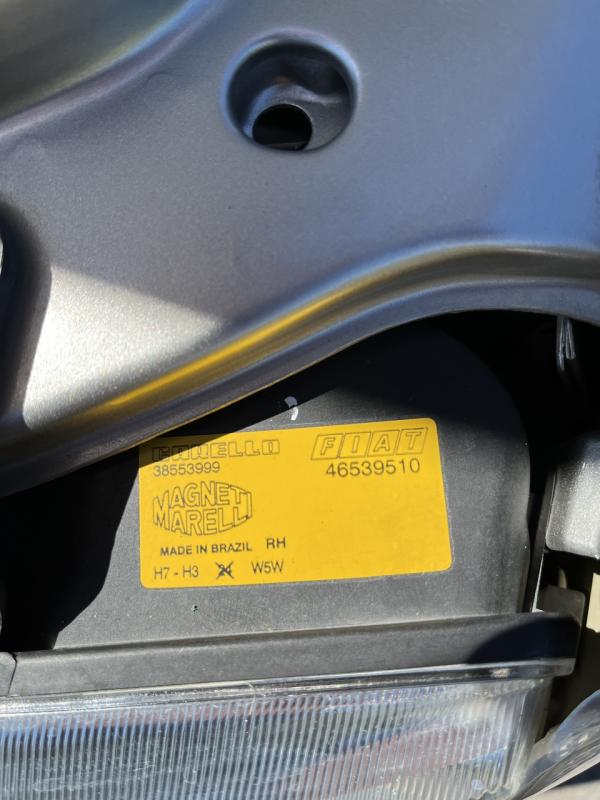 CARELLO FIAT
38553999 46539510
MAGNETI
MARELLI
MADE IN BRAZIL RH
H7 - H3 W5W